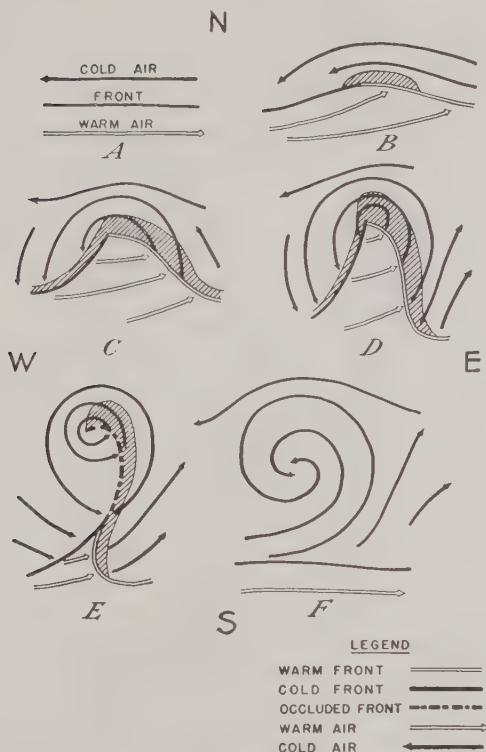 N
COLD AIR
FRONT
WARM AIR
A
B
C
D
W
E
E
F
S
LEGEND
WARM FRONT
COLD FRONT
OCCLUDED FRONT
WARM AIR
COLD AIR